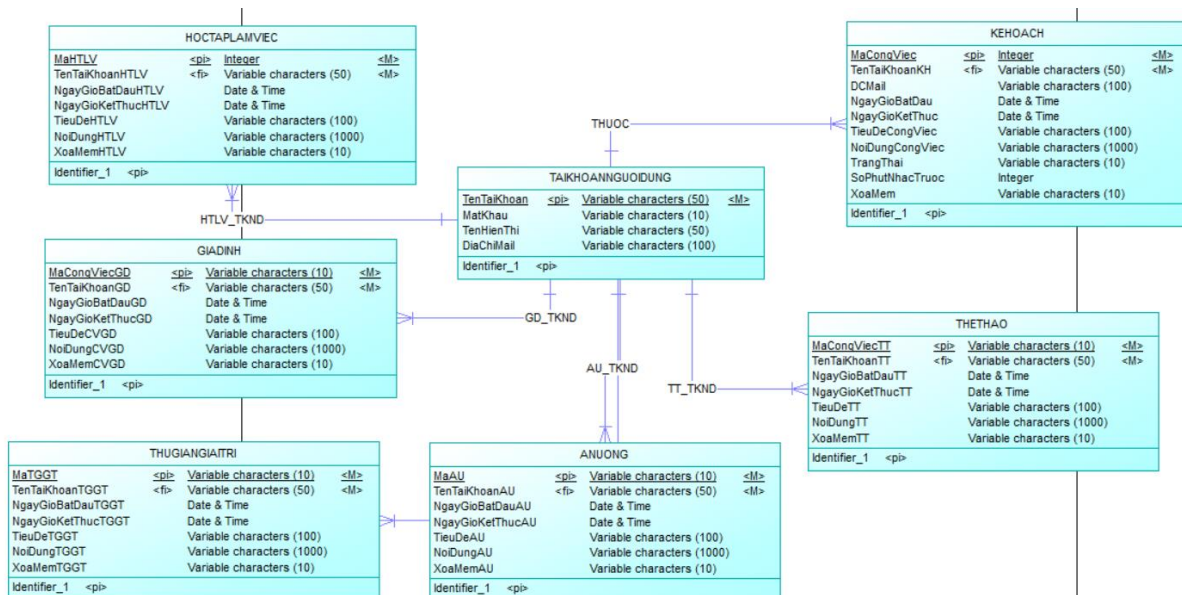 HOCTAPLAMVIEC
MaHTLV <pi> Integer <M>
TenTaiKhoanHTLV <fi> Variable characters (50) <M>
NgayGioBatDauHTLV Date & Time
NgayGioKetThucHTLV Date & Time
TieuDeHTLV Variable characters (100)
NoiDungHTLV Variable characters (1000)
XoaMemHTLV Variable characters (10)
Identifier_1 <pi>
KEHOACH
MaCongViec <pi> Integer <M>
TenTaiKhoanKH <fi> Variable characters (50) <M>
DCMail Variable characters (100)
NgayGioBatDau Date & Time
NgayGioKetThuc Date & Time
TieuDeCongViec Variable characters (100)
NoiDungCongViec Variable characters (1000)
TrangThai Variable characters (10)
SoPhutNhacTruoc Integer
XoaMem Variable characters (10)
Identifier_1 <pi>
THUOC
TAIKHOANNGUOIDUNG
TenTaiKhoan <pi> Variable characters (50) <M>
MatKhau Variable characters (10)
TenHienThi Variable characters (50)
DiaChiMail Variable characters (100)
Identifier_1 <pi>
HTLV_TKND
GIADINH
MaCongViecGD <pi> Variable characters (10) <M>
TenTaiKhoanGD <fi> Variable characters (50) <M>
NgayGioBatDauGD Date & Time
NgayGioKetThucGD Date & Time
TieuDeCVGD Variable characters (100)
NoiDungCVGD Variable characters (1000)
XoaMemCVGD Variable characters (10)
Identifier_1 <pi>
GD_TKND
AU_TKND
TT_TKND
THETHAO
MaCongViecTT <pi> Variable characters (10) <M>
TenTaiKhoanTT <fi> Variable characters (50) <M>
NgayGioBatDauTT Date & Time
NgayGioKetThucTT Date & Time
TieuDeTT Variable characters (100)
NoiDungTT Variable characters (1000)
XoaMemTT Variable characters (10)
Identifier_1 <pi>
THUGIANGIAITRI
MaTGGT <pi> Variable characters (10) <M>
TenTaiKhoanTGGT <fi> Variable characters (50) <M>
NgayGioBatDauTGGT Date & Time
NgayGioKetThucTGGT Date & Time
TieuDeTGGT Variable characters (100)
NoiDungTGGT Variable characters (1000)
XoaMemTGGT Variable characters (10)
Identifier_1 <pi>
ANUONG
MaAU <pi> Variable characters (10) <M>
TenTaiKhoanAU <fi> Variable characters (50) <M>
NgayGioBatDauAU Date & Time
NgayGioKetThucAU Date & Time
TieuDeAU Variable characters (100)
NoiDungAU Variable characters (1000)
XoaMemAU Variable characters (10)
Identifier_1 <pi>